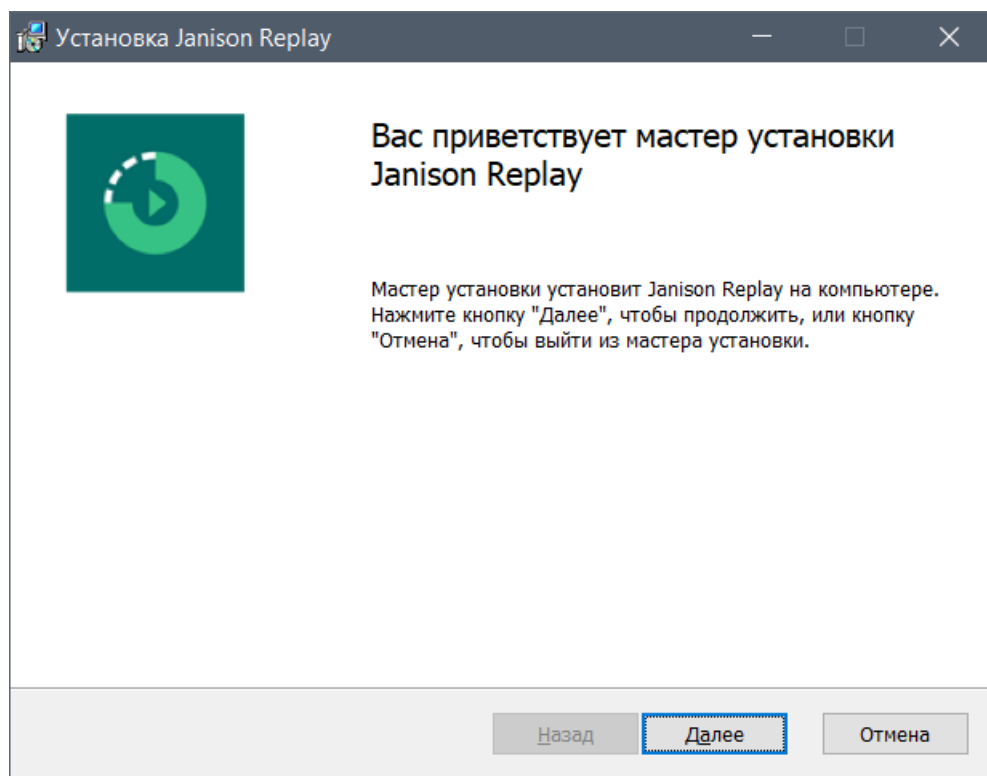 Установка Janison Replay
Вас приветствует мастер установки
Janison Replay
Мастер установки установит Janison Replay на компьютере.
Нажмите кнопку "Далее", чтобы продолжить, или кнопку
"Отмена", чтобы выйти из мастера установки.
Назад
Далее
Отмена